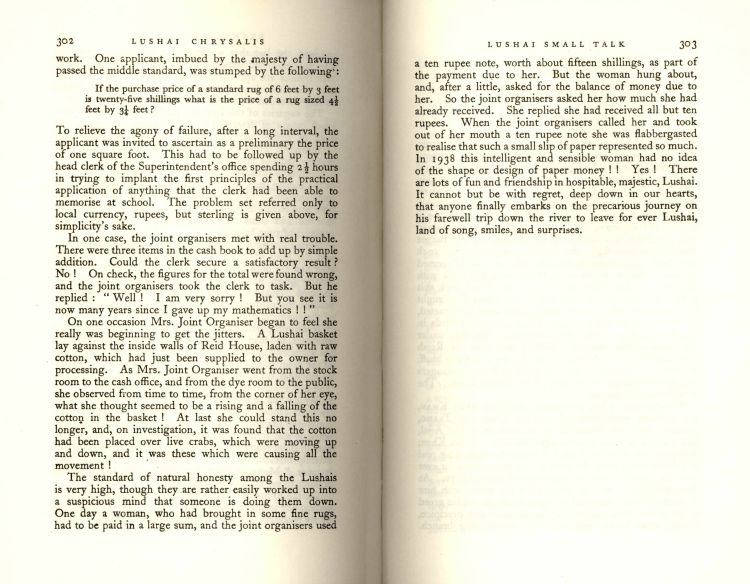 302 LUSHAI CHRYSALIS
work. One applicant, imbued by the majesty of having
passed the middle standard, was stumped by the following:
If the purchase price of a standard rug of 6 feet by 3 feet
is twenty-five shillings what is the price of a rug sized 4½
feet by 3¼ feet?
To relieve the agony of failure, after a long interval, the
applicant was invited to ascertain as a preliminary the price
of one square foot. This had to be followed up by the
head clerk of the Superintendent's office spending 2½ hours
in trying to implant the first principles of the practical
application of anything that the clerk had been able to
memorise at school. The problem set referred only to
local currency, rupees, but sterling is given above, for
simplicity's sake.
In one case, the joint organisers met with real trouble.
There were three items in the cash book to add up by simple
addition. Could the clerk secure a satisfactory result?
No! On check, the figures for the total were found wrong,
and the joint organisers took the clerk to task. But he
replied: "Well! I am very sorry! But you see it is
now many years since I gave up my mathematics!!"
On one occasion Mrs. Joint Organiser began to feel she
really was beginning to get the jitters. A Lushai basket
lay against the inside walls of Reid House, laden with raw
cotton, which had just been supplied to the owner for
processing. As Mrs. Joint Organiser went from the stock
room to the cash office, and from the dye room to the public,
she observed from time to time, from the corner of her eye,
what she thought seemed to be a rising and a falling of the
cotton in the basket! At last she could stand this no
longer, and, on investigation, it was found that the cotton
had been placed over live crabs, which were moving up
and down, and it was these which were causing all the
movement!
The standard of natural honesty among the Lushais
is very high, though they are rather easily worked up into
a suspicious mind that someone is doing them down.
One day a woman, who had brought in some fine rugs,
had to be paid in a large sum, and the joint organisers used
LUSHAI SMALL TALK 303
a ten rupee note, worth about fifteen shillings, as part of
the payment due to her. But the woman hung about,
and, after a little, asked for the balance of money due to
her. So the joint organisers asked her how much she had
already received. She replied she had received all but ten
rupees. When the joint organisers called her and took
out of her mouth a ten rupee note she was flabbergasted
to realise that such a small slip of paper represented so much.
In 1938 this intelligent and sensible woman had no idea
of the shape or design of paper money!! Yes! There
are lots of fun and friendship in hospitable, majestic, Lushai.
It cannot but be with regret, deep down in our hearts,
that anyone finally embarks on the precarious journey on
his farewell trip down the river to leave for ever Lushai,
land of song, smiles, and surprises.